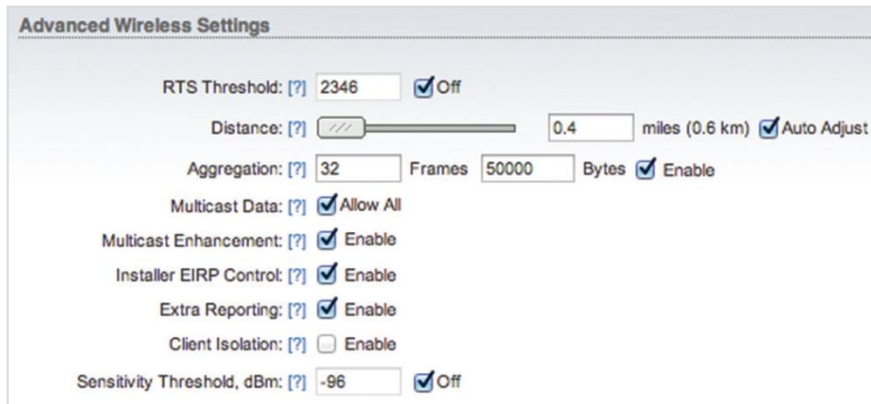 Advanced Wireless Settings
RTS Threshold: [?] 2346 Off
Distance: [?] 0.4 miles (0.6 km) Auto Adjust
Aggregation: [?] 32 Frames 50000 Bytes Enable
Multicast Data: [?] Allow All
Multicast Enhancement: [?] Enable
Installer EIRP Control: [?] Enable
Extra Reporting: [?] Enable
Client Isolation: [?] Enable
Sensitivity Threshold, dBm: [?] -96 Off